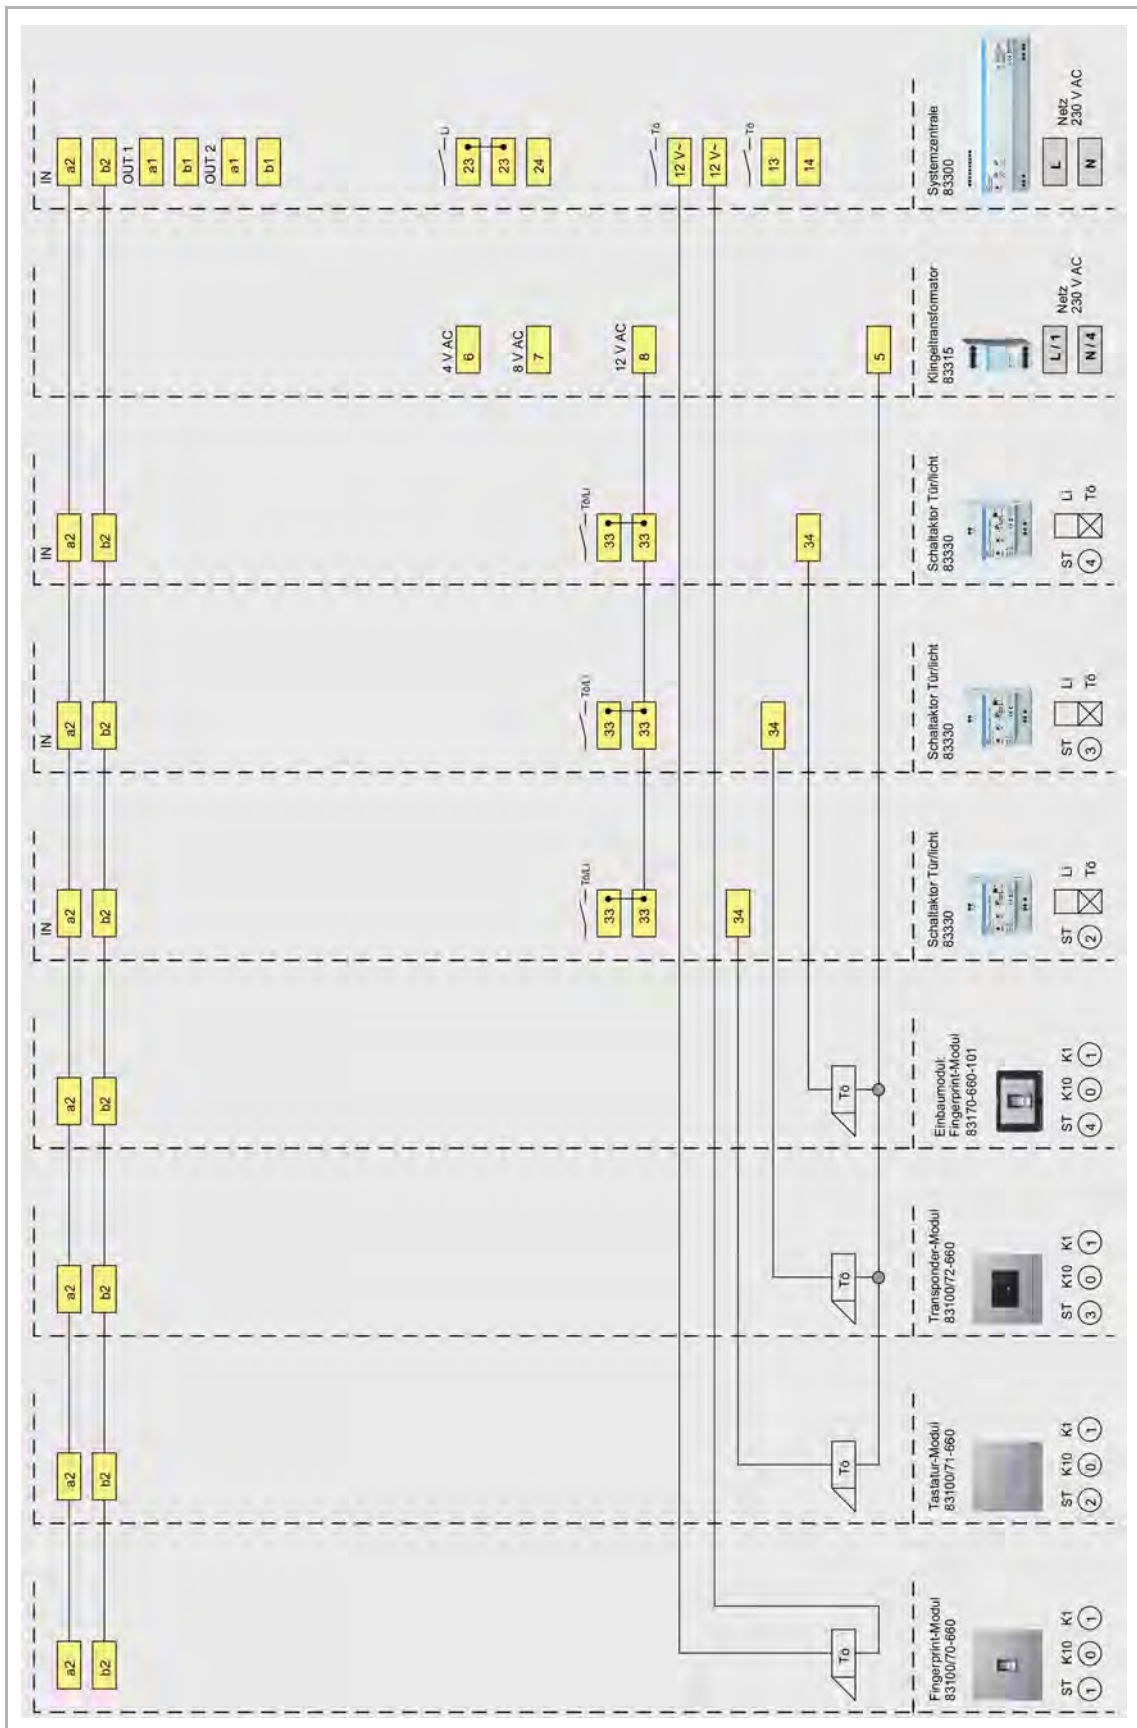 a2
b2
Tö
Fingerprint-Modul
83100/70-660
ST K10 K1
1 0 1
a2
b2
Tö
Tastatur-Modul
83100/71-660
ST K10 K1
2 0 1
a2
b2
Tö
Transponder-Modul
83100/72-660
ST K10 K1
3 0 1
a2
b2
Tö
Einbaumodul:
Fingerprint-Modul
83170-660-101
ST K10 K1
4 0 1
IN
a2
b2
Tö/Li
33
33
34
Schaltaktor Tür/licht
83330
ST Li
2 Tö
IN
a2
b2
Tö/Li
33
33
34
Schaltaktor Tür/licht
83330
ST Li
3 Tö
IN
a2
b2
Tö/Li
33
33
34
Schaltaktor Tür/licht
83330
ST Li
4 Tö
4 V AC
6
8 V AC
7
12 V AC
8
5
Klingeltransformator
83315
L / 1
N / 4
Netz
230 V AC
IN
a2
b2
OUT 1
a1
b1
OUT 2
a1
b1
Li
23
23
24
Tö
12 V~
12 V~
Tö
13
14
Systemzentrale
83300
L
N
Netz
230 V AC